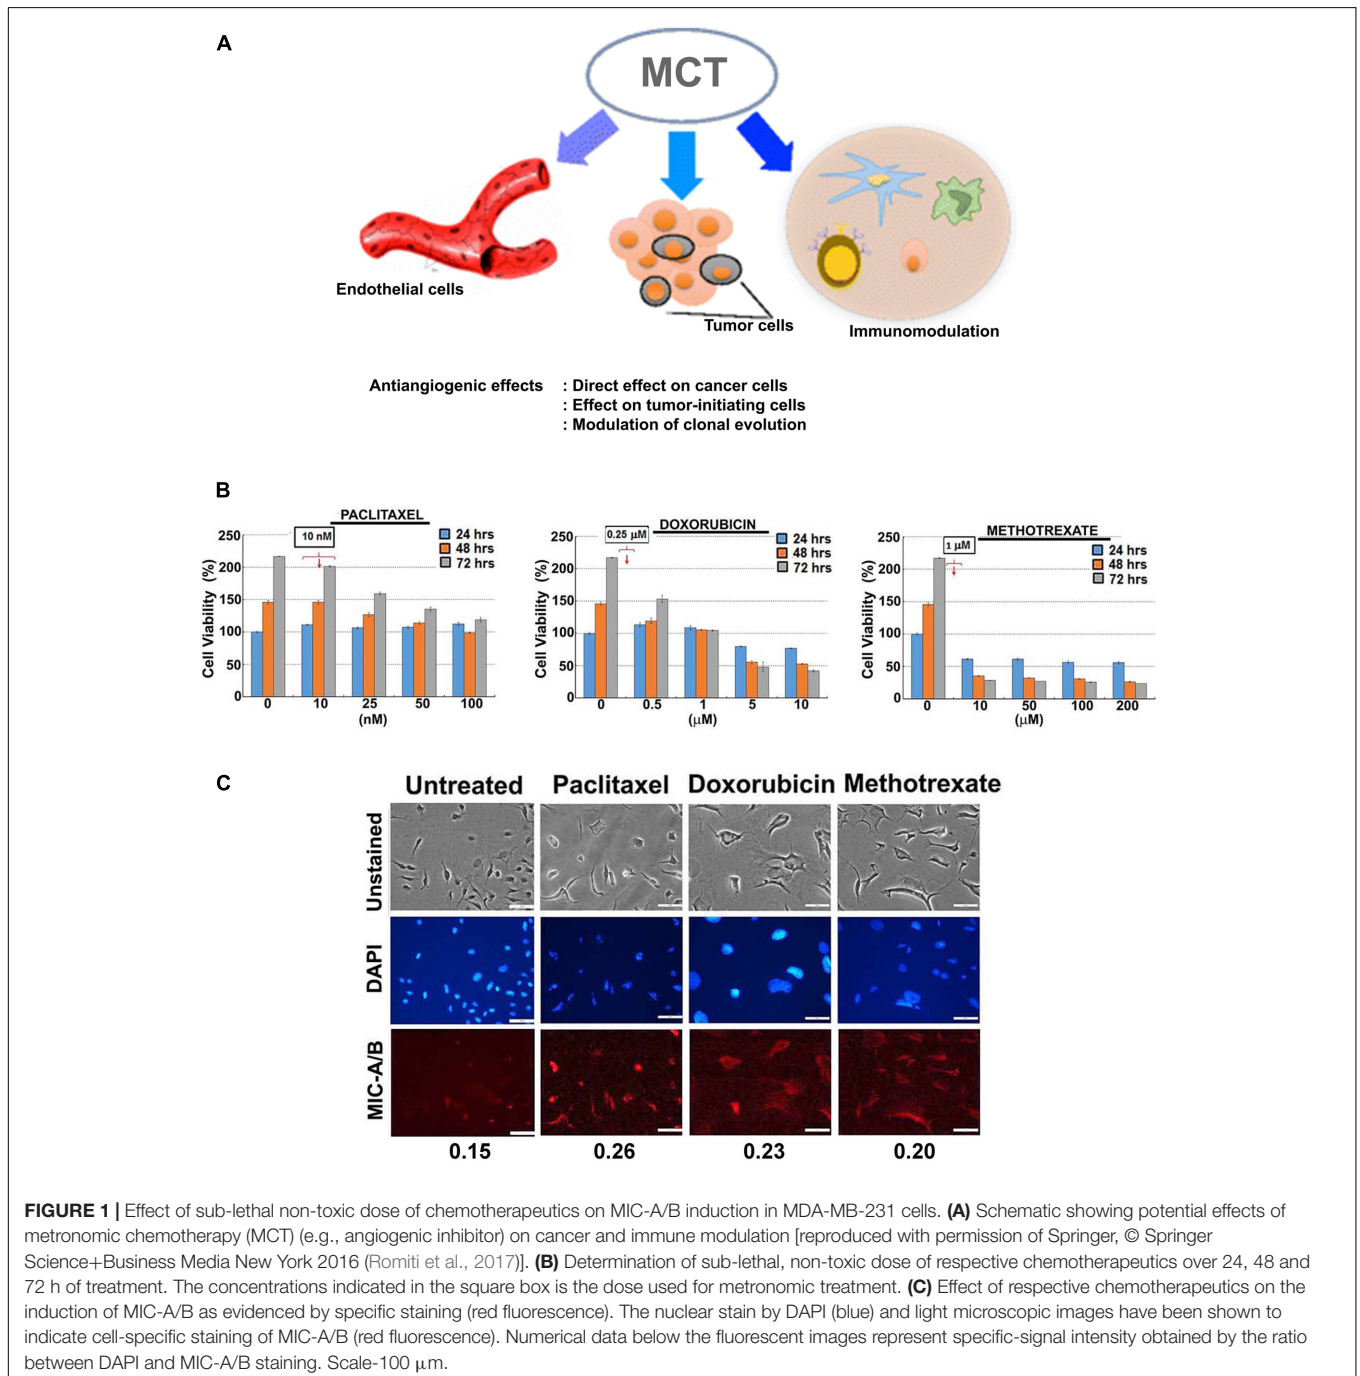 A
MCT
Endothelial cells
Tumor cells
Immunomodulation
Antiangiogenic effects : Direct effect on cancer cells
: Effect on tumor-initiating cells
: Modulation of clonal evolution
B
PACLITAXEL
10 nM
24 hrs
48 hrs
72 hrs
Cell Viability (%)
250
200
150
100
50
0
0 10 25 50 100
(nM)
DOXORUBICIN
0.25 µM
24 hrs
48 hrs
72 hrs
Cell Viability (%)
250
200
150
100
50
0
0 0.5 1 5 10
(µM)
METHOTREXATE
1 µM
24 hrs
48 hrs
72 hrs
Cell Viability (%)
250
200
150
100
50
0
0 10 50 100 200
(µM)
C
Untreated Paclitaxel Doxorubicin Methotrexate
Unstained
DAPI
MIC-A/B
0.15 0.26 0.23 0.20
FIGURE 1 | Effect of sub-lethal non-toxic dose of chemotherapeutics on MIC-A/B induction in MDA-MB-231 cells. (A) Schematic showing potential effects of
metronomic chemotherapy (MCT) (e.g., angiogenic inhibitor) on cancer and immune modulation [reproduced with permission of Springer, © Springer
Science+Business Media New York 2016 (Romiti et al., 2017)]. (B) Determination of sub-lethal, non-toxic dose of respective chemotherapeutics over 24, 48 and
72 h of treatment. The concentrations indicated in the square box is the dose used for metronomic treatment. (C) Effect of respective chemotherapeutics on the
induction of MIC-A/B as evidenced by specific staining (red fluorescence). The nuclear stain by DAPI (blue) and light microscopic images have been shown to
indicate cell-specific staining of MIC-A/B (red fluorescence). Numerical data below the fluorescent images represent specific-signal intensity obtained by the ratio
between DAPI and MIC-A/B staining. Scale-100 µm.